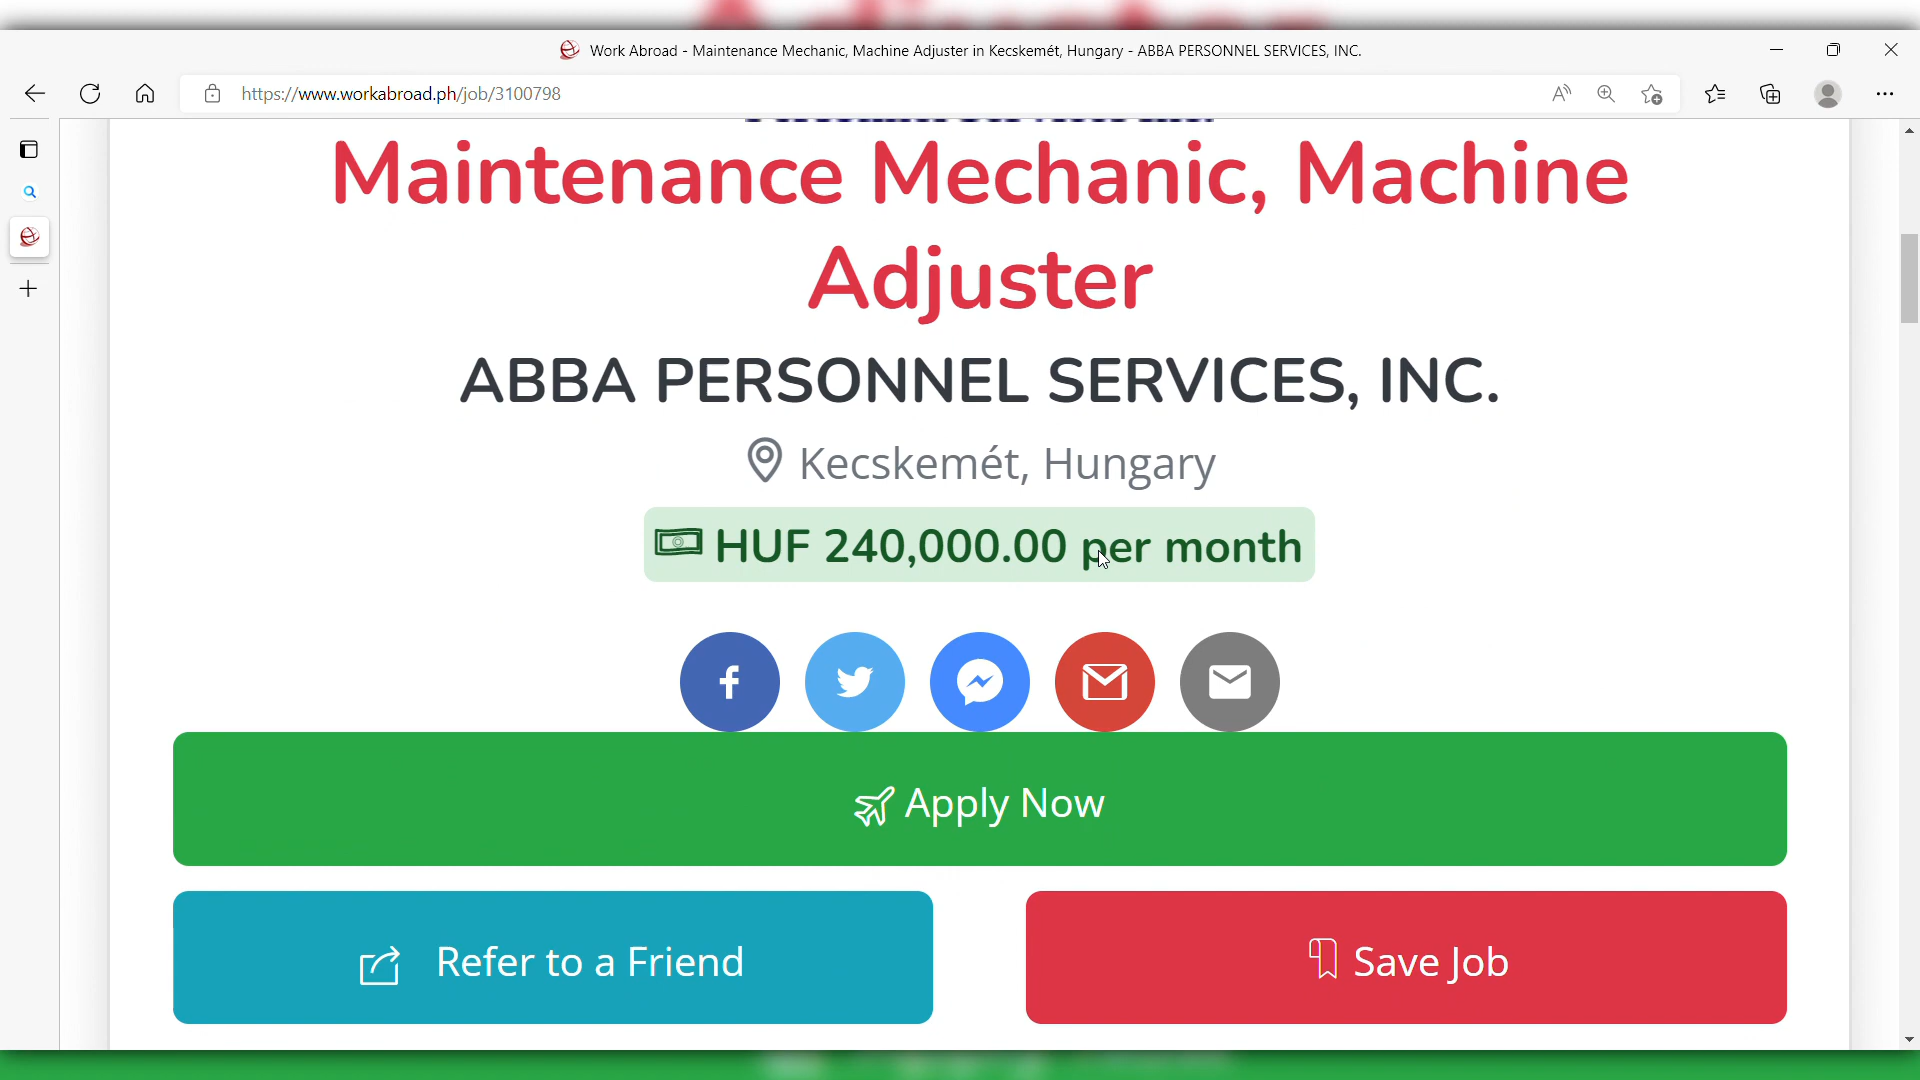 Work Abroad - Maintenance Mechanic, Machine Adjuster in Kecskemét, Hungary - ABBA PERSONNEL SERVICES, INC.
https://www.workabroad.ph/job/3100798
Maintenance Mechanic, Machine
Adjuster
ABBA PERSONNEL SERVICES, INC.
Kecskemét, Hungary
HUF 240,000.00 per month
Apply Now
Refer to a Friend
Save Job